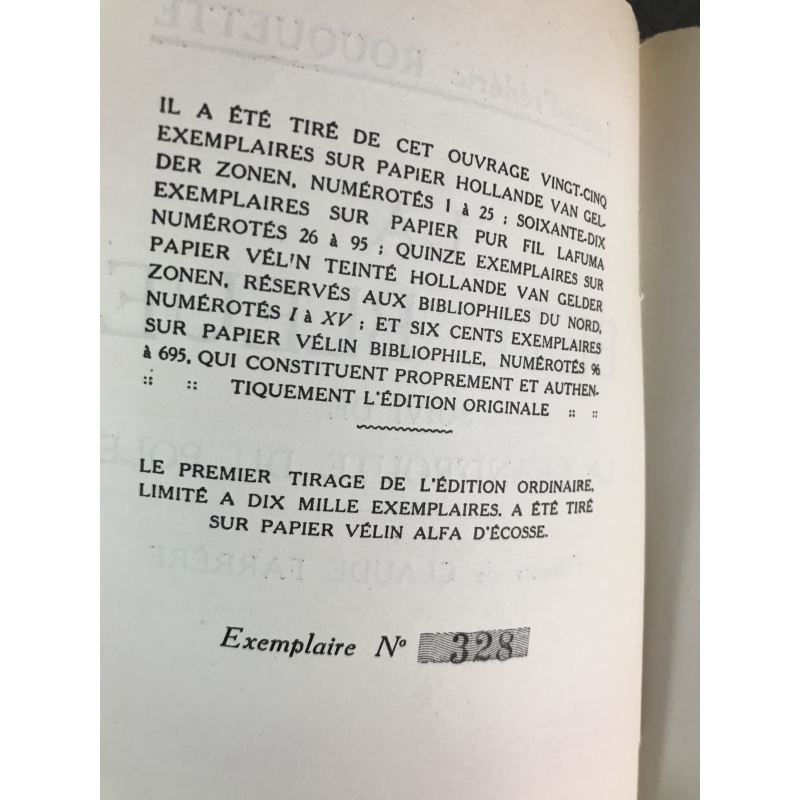 IL A ÉTÉ TIRÉ DE CET OUVRAGE VINGT-CINQ
EXEMPLAIRES SUR PAPIER HOLLANDE VAN GEL-
DER ZONEN, NUMÉROTÉS 1 à 25 ; SOIXANTE-DIX
EXEMPLAIRES SUR PAPIER PUR FIL LAFUMA
NUMÉROTÉS 26 à 95 ; QUINZE EXEMPLAIRES SUR
PAPIER VÉL'N TEINTÉ HOLLANDE VAN GELDER
ZONEN, RÉSERVÉS AUX BIBLIOPHILES DU NORD,
NUMÉROTÉS I à XV ; ET SIX CENTS EXEMPLAIRES
SUR PAPIER VÉLIN BIBLIOPHILE, NUMÉROTÉS 96
à 695, QUI CONSTITUENT PROPREMENT ET AUTHEN-
:: :: TIQUEMENT L'ÉDITION ORIGINALE :: ::
LE PREMIER TIRAGE DE L'ÉDITION ORDINAIRE,
LIMITÉ A DIX MILLE EXEMPLAIRES, A ÉTÉ TIRÉ
SUR PAPIER VÉLIN ALFA D'ÉCOSSE.
Exemplaire N° 328